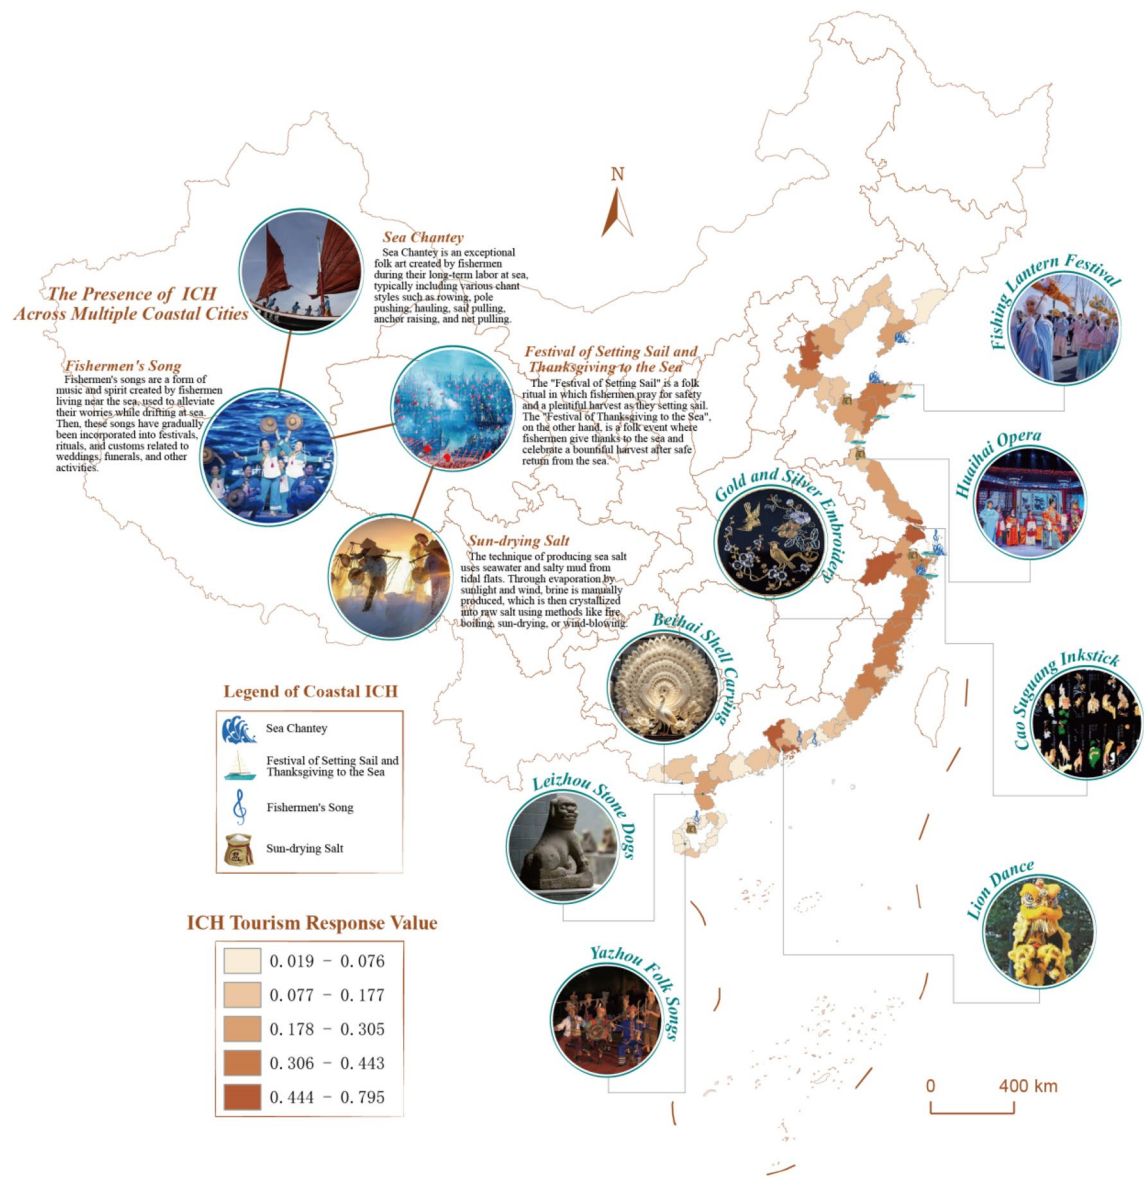 N
The Presence of ICH
Across Multiple Coastal Cities
Sea Chantey
Sea Chantey is an exceptional
folk art created by fishermen
during their long-term labor at sea,
typically including various chant
styles such as rowing, pole
pushing, hauling, sail pulling,
anchor raising, and net pulling.
Fishermen's Song
Fishermen's songs are a form of
music and spirit created by fishermen
living near the sea, used to alleviate
their worries while drifting at sea.
Then, these songs have gradually
been incorporated into festivals,
rituals, and customs related to
weddings, funerals, and other
activities.
Festival of Setting Sail and
Thanksgiving to the Sea
The "Festival of Setting Sail" is a folk
ritual in which fishermen pray for safety
and a plentiful harvest as they setting sail.
The "Festival of Thanksgiving to the Sea",
on the other hand, is a folk event where
fishermen give thanks to the sea and
celebrate a bountiful harvest after safe
return from the sea.
Sun-drying Salt
The technique of producing sea salt
uses seawater and salty mud from
tidal flats. Through evaporation by
sunlight and wind, brine is manually
produced, which is then crystallized
into raw salt using methods like fire
boiling, sun-drying, or wind-blowing.
Fishing Lantern Festival
Huaihai Opera
Gold and Silver Embroidery
Beihai Shell Carving
Cao Suguang Inkstick
Leizhou Stone Dogs
Lion Dance
Yazhou Folk Songs
Legend of Coastal ICH
Sea Chantey
Festival of Setting Sail and
Thanksgiving to the Sea
Fishermen's Song
Sun-drying Salt
ICH Tourism Response Value
0.019 - 0.076
0.077 - 0.177
0.178 - 0.305
0.306 - 0.443
0.444 - 0.795
0 400 km